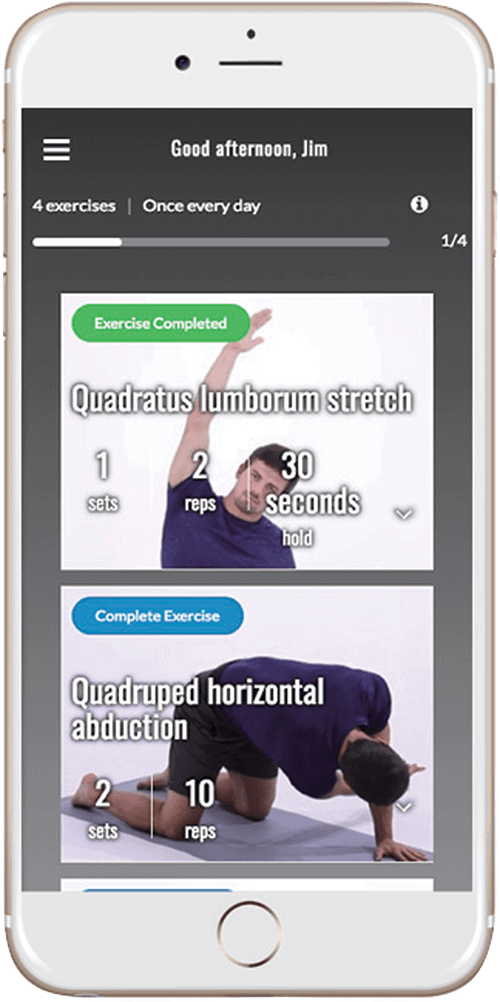 Good afternoon, Jim
4 exercises | Once every day
1/4
Exercise Completed
Quadratus lumborum stretch
1 2 30
sets reps seconds
hold
Complete Exercise
Quadruped horizontal
abduction
2 10
sets reps